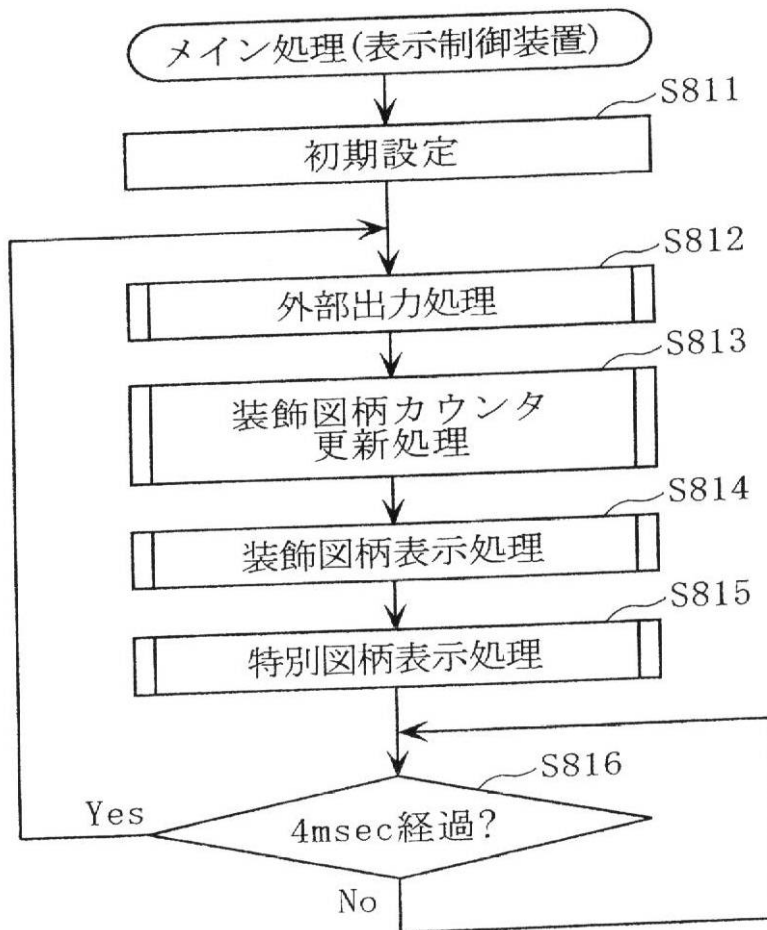 メイン処理(表示制御装置)
S811
初期設定
S812
外部出力処理
S813
装飾図柄カウンタ
更新処理
S814
装飾図柄表示処理
S815
特別図柄表示処理
S816
4msec経過?
Yes
No